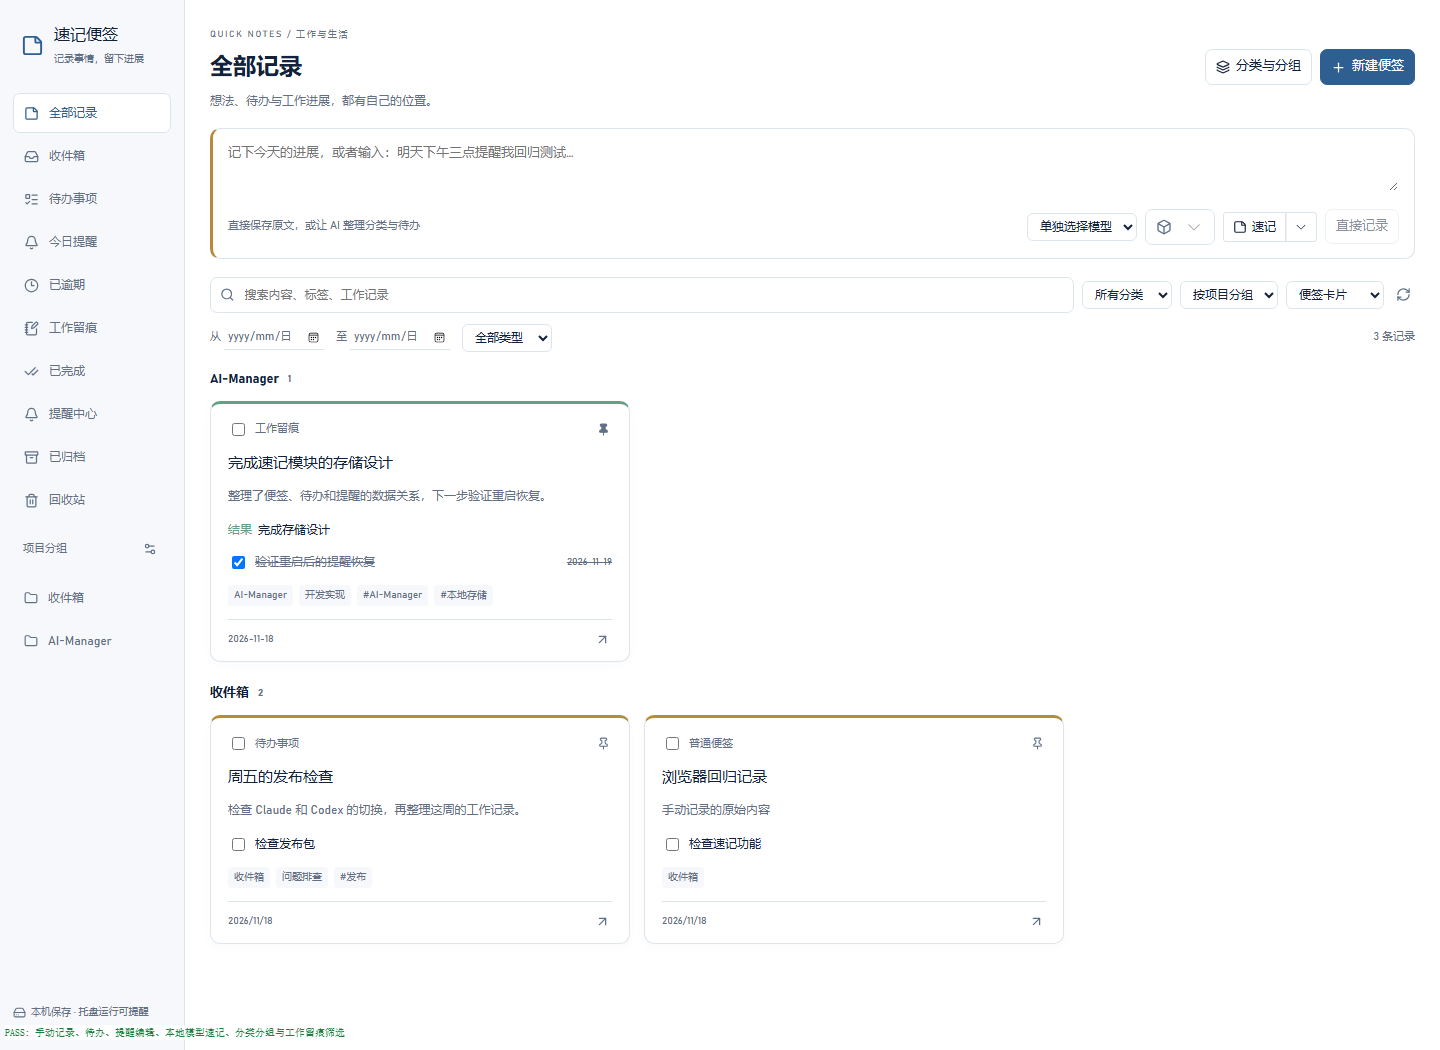 速记便签
记录事情，留下进展
全部记录
收件箱
待办事项
今日提醒
已逾期
工作留痕
已完成
提醒中心
已归档
回收站
项目分组
收件箱
AI-Manager
本机保存 · 托盘运行可提醒
PASS: 手动记录、待办、提醒编辑、本地模型速记、分类分组与工作留痕筛选
QUICK NOTES / 工作与生活
全部记录
想法、待办与工作进展，都有自己的位置。
分类与分组
新建便签
记下今天的进展，或者输入：明天下午三点提醒我回归测试…
直接保存原文，或让 AI 整理分类与待办
单独选择模型
速记
直接记录
搜索内容、标签、工作记录
所有分类
按项目分组
便签卡片
从 yyyy/mm/日 至 yyyy/mm/日
全部类型
3 条记录
AI-Manager 1
工作留痕
完成速记模块的存储设计
整理了便签、待办和提醒的数据关系，下一步验证重启恢复。
结果 完成存储设计
验证重启后的提醒恢复 2026-11-19
AI-Manager 开发实现 #AI-Manager #本地存储
2026-11-18
收件箱 2
待办事项
周五的发布检查
检查 Claude 和 Codex 的切换，再整理这周的工作记录。
检查发布包
收件箱 问题排查 #发布
2026/11/18
普通便签
浏览器回归记录
手动记录的原始内容
检查速记功能
收件箱
2026/11/18